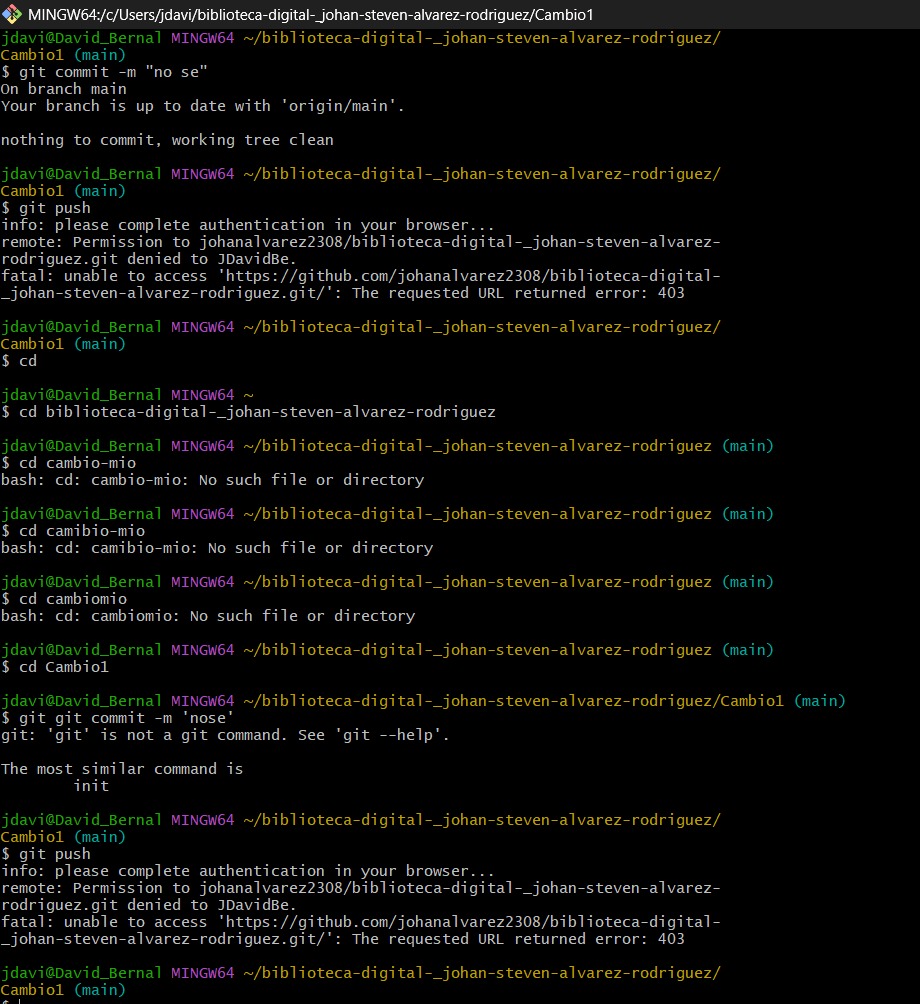 MINGW64:/c/Users/jdavi/biblioteca-digital-_johan-steven-alvarez-rodriguez/Cambio1
jdavi@David_Bernal MINGW64 ~/biblioteca-digital-_johan-steven-alvarez-rodriguez/
Cambio1 (main)
$ git commit -m "no se"
On branch main
Your branch is up to date with 'origin/main'.
nothing to commit, working tree clean
jdavi@David_Bernal MINGW64 ~/biblioteca-digital-_johan-steven-alvarez-rodriguez/
Cambio1 (main)
$ git push
info: please complete authentication in your browser...
remote: Permission to johanalvarez2308/biblioteca-digital-_johan-steven-alvarez-
rodriguez.git denied to JDavidBe.
fatal: unable to access 'https://github.com/johanalvarez2308/biblioteca-digital-
_johan-steven-alvarez-rodriguez.git/': The requested URL returned error: 403
jdavi@David_Bernal MINGW64 ~/biblioteca-digital-_johan-steven-alvarez-rodriguez/
Cambio1 (main)
$ cd
jdavi@David_Bernal MINGW64 ~
$ cd biblioteca-digital-_johan-steven-alvarez-rodriguez
jdavi@David_Bernal MINGW64 ~/biblioteca-digital-_johan-steven-alvarez-rodriguez (main)
$ cd cambio-mio
bash: cd: cambio-mio: No such file or directory
jdavi@David_Bernal MINGW64 ~/biblioteca-digital-_johan-steven-alvarez-rodriguez (main)
$ cd camibio-mio
bash: cd: camibio-mio: No such file or directory
jdavi@David_Bernal MINGW64 ~/biblioteca-digital-_johan-steven-alvarez-rodriguez (main)
$ cd cambiomio
bash: cd: cambiomio: No such file or directory
jdavi@David_Bernal MINGW64 ~/biblioteca-digital-_johan-steven-alvarez-rodriguez (main)
$ cd Cambio1
jdavi@David_Bernal MINGW64 ~/biblioteca-digital-_johan-steven-alvarez-rodriguez/Cambio1 (main)
$ git git commit -m 'nose'
git: 'git' is not a git command. See 'git --help'.
The most similar command is
init
jdavi@David_Bernal MINGW64 ~/biblioteca-digital-_johan-steven-alvarez-rodriguez/
Cambio1 (main)
$ git push
info: please complete authentication in your browser...
remote: Permission to johanalvarez2308/biblioteca-digital-_johan-steven-alvarez-
rodriguez.git denied to JDavidBe.
fatal: unable to access 'https://github.com/johanalvarez2308/biblioteca-digital-
_johan-steven-alvarez-rodriguez.git/': The requested URL returned error: 403
jdavi@David_Bernal MINGW64 ~/biblioteca-digital-_johan-steven-alvarez-rodriguez/
Cambio1 (main)
$